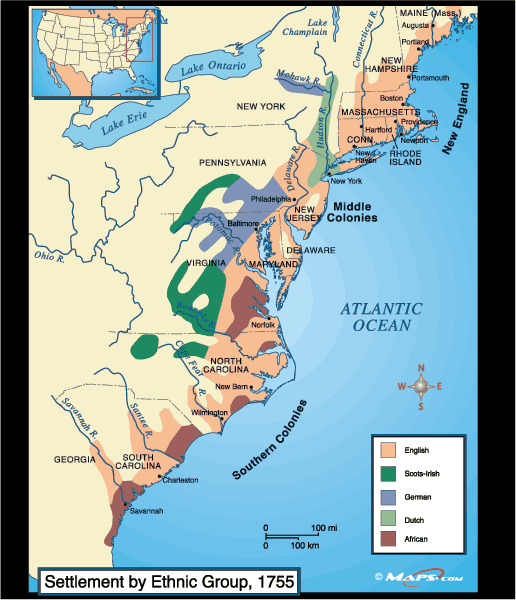 MAINE (Mass.)
Augusta
Portland
Lake
Champlain
Connecticut R.
NEW
HAMPSHIRE
Portsmouth
Lake Ontario
Mohawk R.
Boston
MASSACHUSETTS
NEW YORK
Hudson R.
Lake Erie
Providence
Hartford
Newport
CONN.
New
Haven
RHODE
ISLAND
New England
PENNSYLVANIA
Delaware R.
New York
Philadelphia
Middle
Colonies
NEW
JERSEY
Baltimore
Potomac R.
DELAWARE
Ohio R.
VIRGINIA
MARYLAND
Roanoke R.
Norfolk
ATLANTIC
OCEAN
Cape Fear R.
NORTH
CAROLINA
New Bern
N
W
E
S
Savannah R.
Santee R.
Wilmington
Southern Colonies
GEORGIA
SOUTH
CAROLINA
Charleston
Savannah
English
Scots-Irish
German
Dutch
African
0 100 mi
0 100 km
Settlement by Ethnic Group, 1755
© MAPS.COM